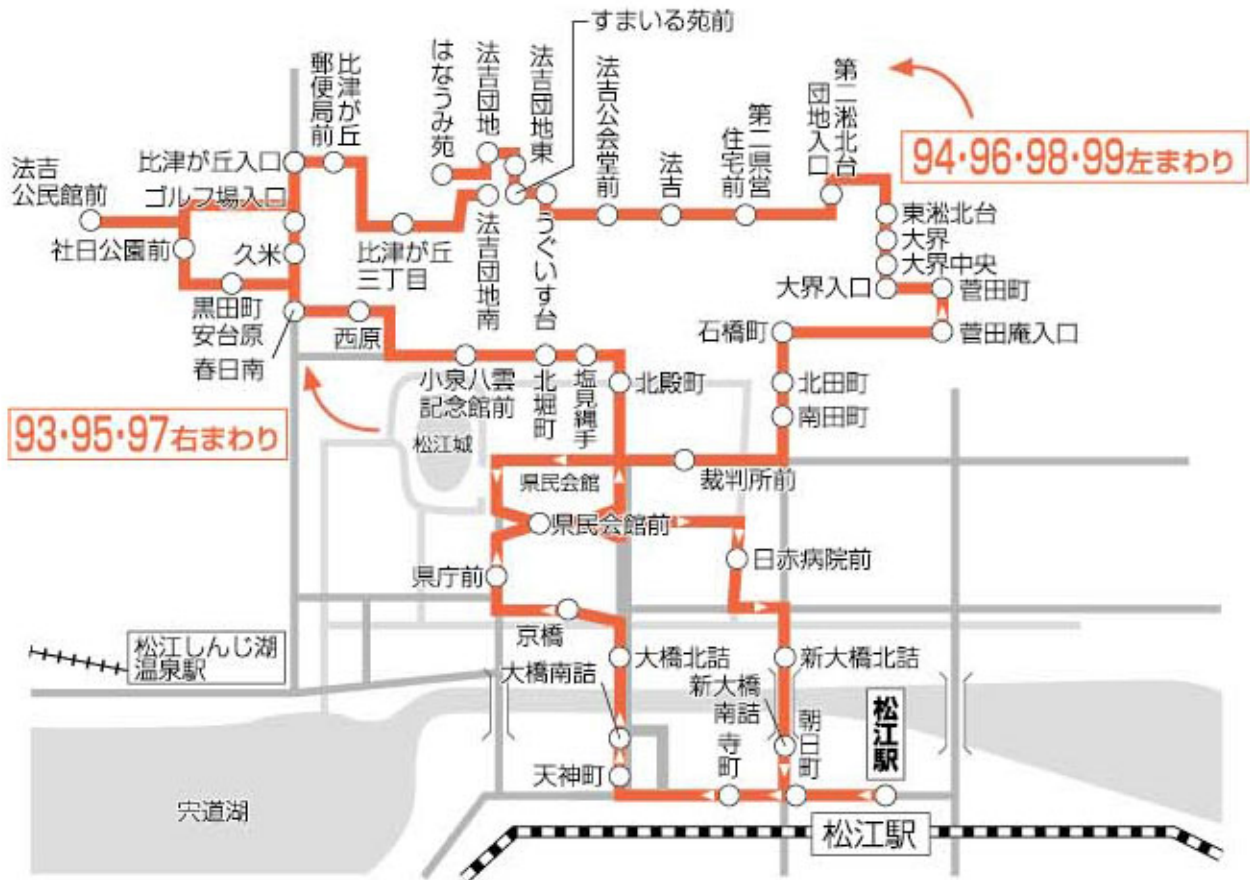 すまいる苑前
はなうみ苑
法吉団地
法吉団地東
法吉公会堂前
法吉
第二県営
住宅前
第二淞北台
団地入口
比津が丘
郵便局前
94・96・98・99左まわり
法吉
公民館前
比津が丘入口
ゴルフ場入口
社日公園前
久米
比津が丘
三丁目
法吉団地南
うぐいす台
東淞北台
大界
大界中央
大界入口
菅田町
菅田庵入口
黒田町
安台原
春日南
西原
石橋町
小泉八雲
記念館前
北堀町
塩見縄手
北殿町
北田町
南田町
93・95・97右まわり
松江城
県民会館
裁判所前
県民会館前
日赤病院前
県庁前
京橋
松江しんじ湖
温泉駅
大橋南詰
大橋北詰
新大橋
南詰
新大橋北詰
松江駅
朝日町
寺町
天神町
宍道湖
松江駅